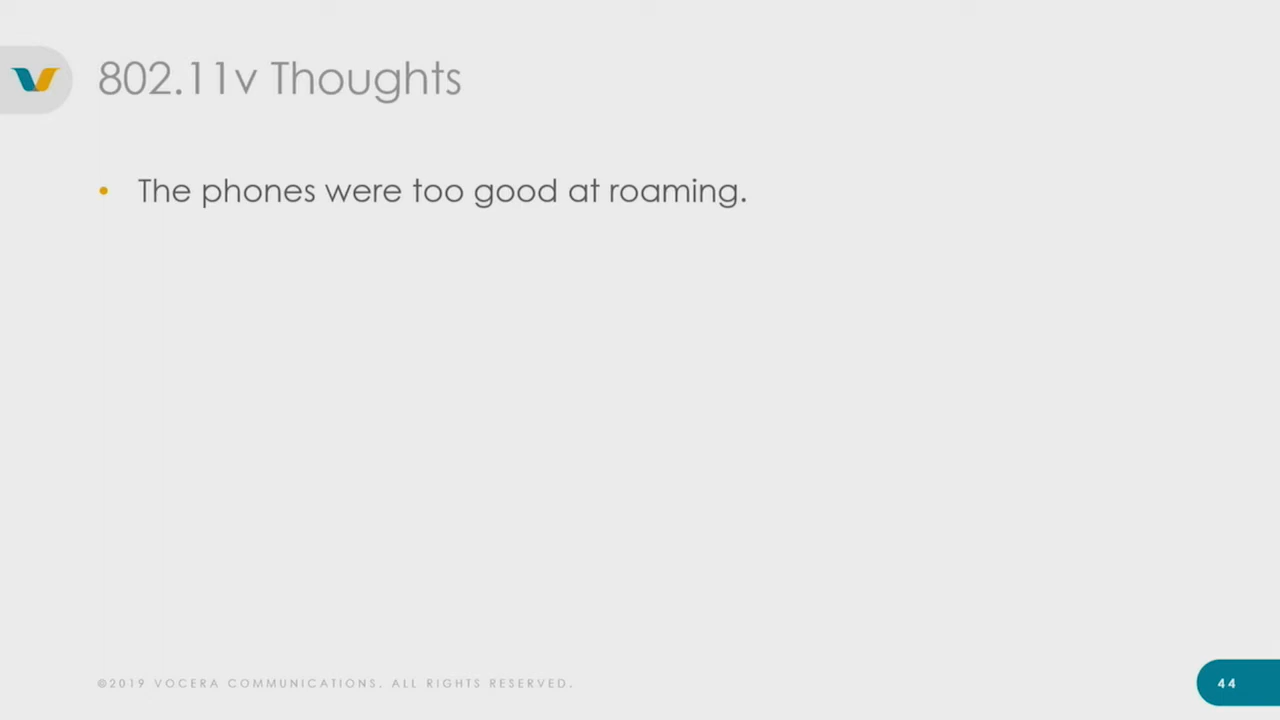 802.11v Thoughts
• The phones were too good at roaming.
©2019 VOCERA COMMUNICATIONS. ALL RIGHTS RESERVED.
44